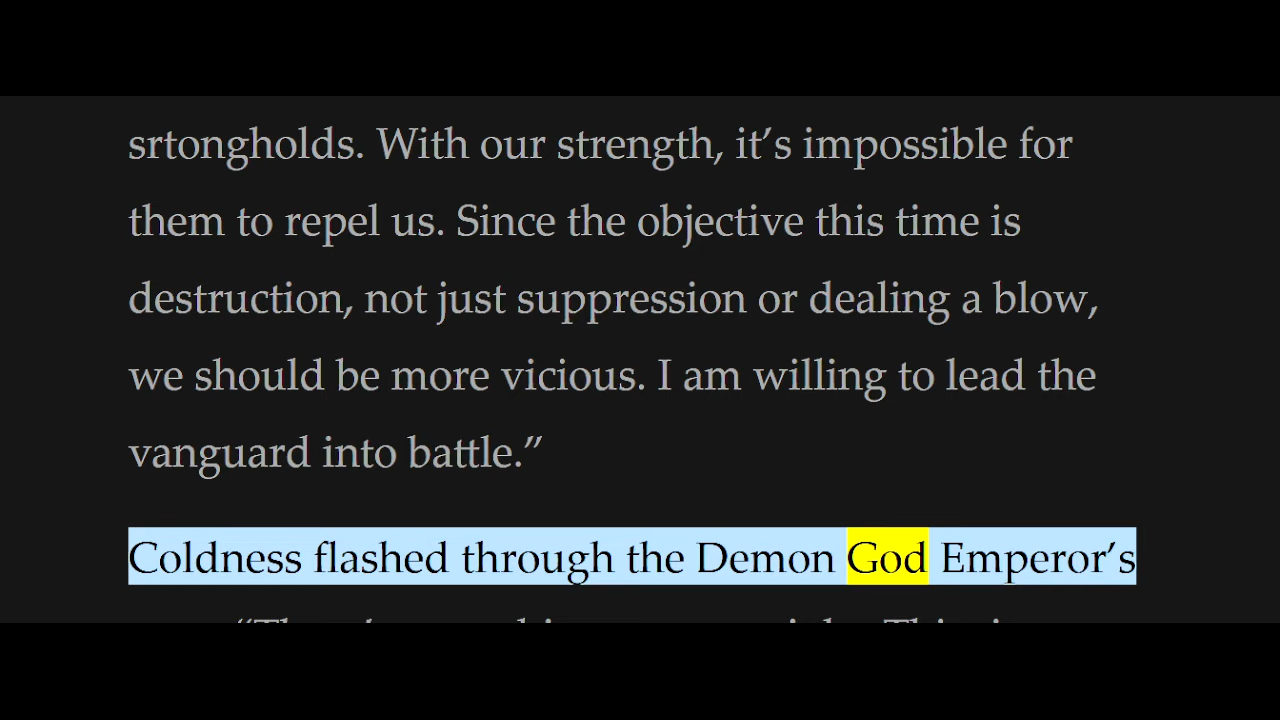 srtongholds. With our strength, it’s impossible for
them to repel us. Since the objective this time is
destruction, not just suppression or dealing a blow,
we should be more vicious. I am willing to lead the
vanguard into battle.”
Coldness flashed through the Demon God Emperor’s